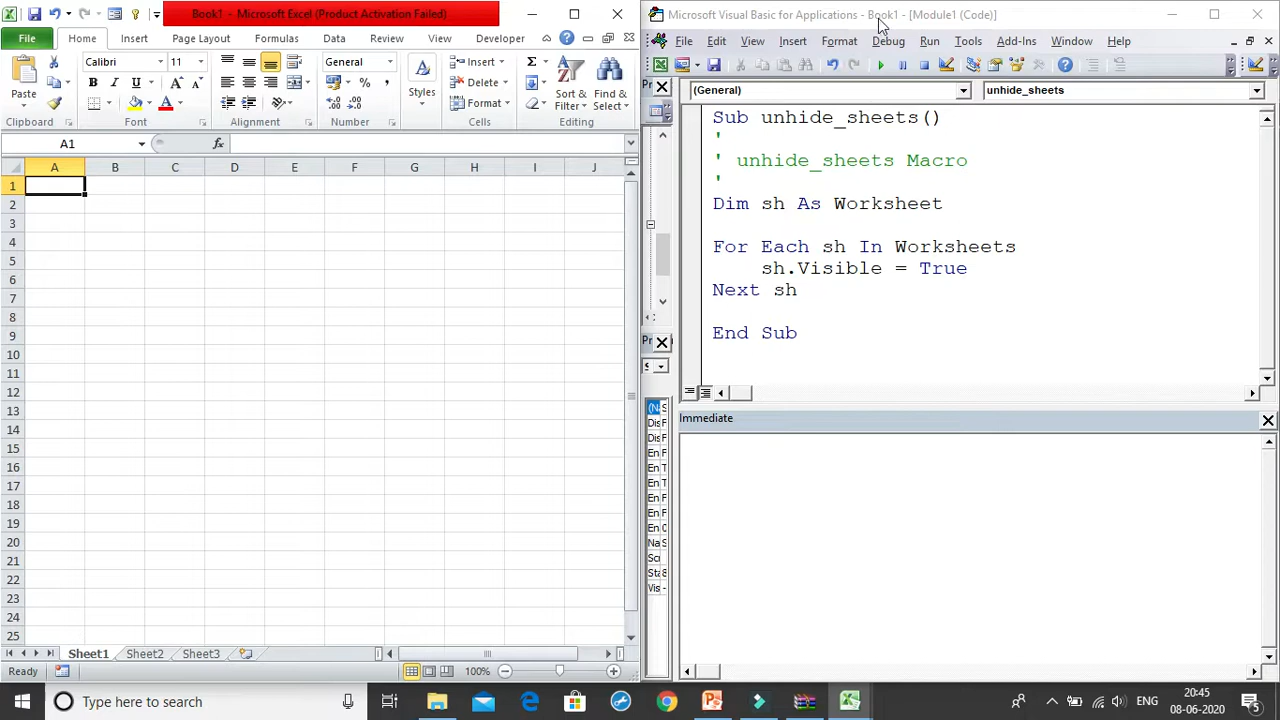 Book1 - Microsoft Excel (Product Activation Failed)
Microsoft Visual Basic for Applications - Book1 - [Module1 (Code)]
File Home Insert Page Layout Formulas Data Review View Developer
File Edit View Insert Format Debug Run Tools Add-Ins Window Help
Calibri 11 General Insert Σ
Paste Delete Styles Sort & Filter Find & Select
B I U $ % , Format
Clipboard Font Alignment Number Cells Editing
(General) unhide_sheets
A1 fx
A B C D E F G H I J
1
2
3
4
5
6
7
8
9
10
11
12
13
14
15
16
17
18
19
20
21
22
23
24
25
Sub unhide_sheets()
'
' unhide_sheets Macro
'
Dim sh As Worksheet
For Each sh In Worksheets
sh.Visible = True
Next sh
End Sub
Immediate
Sheet1 Sheet2 Sheet3
Ready 100%
Type here to search
ENG
20:45
08-06-2020
5